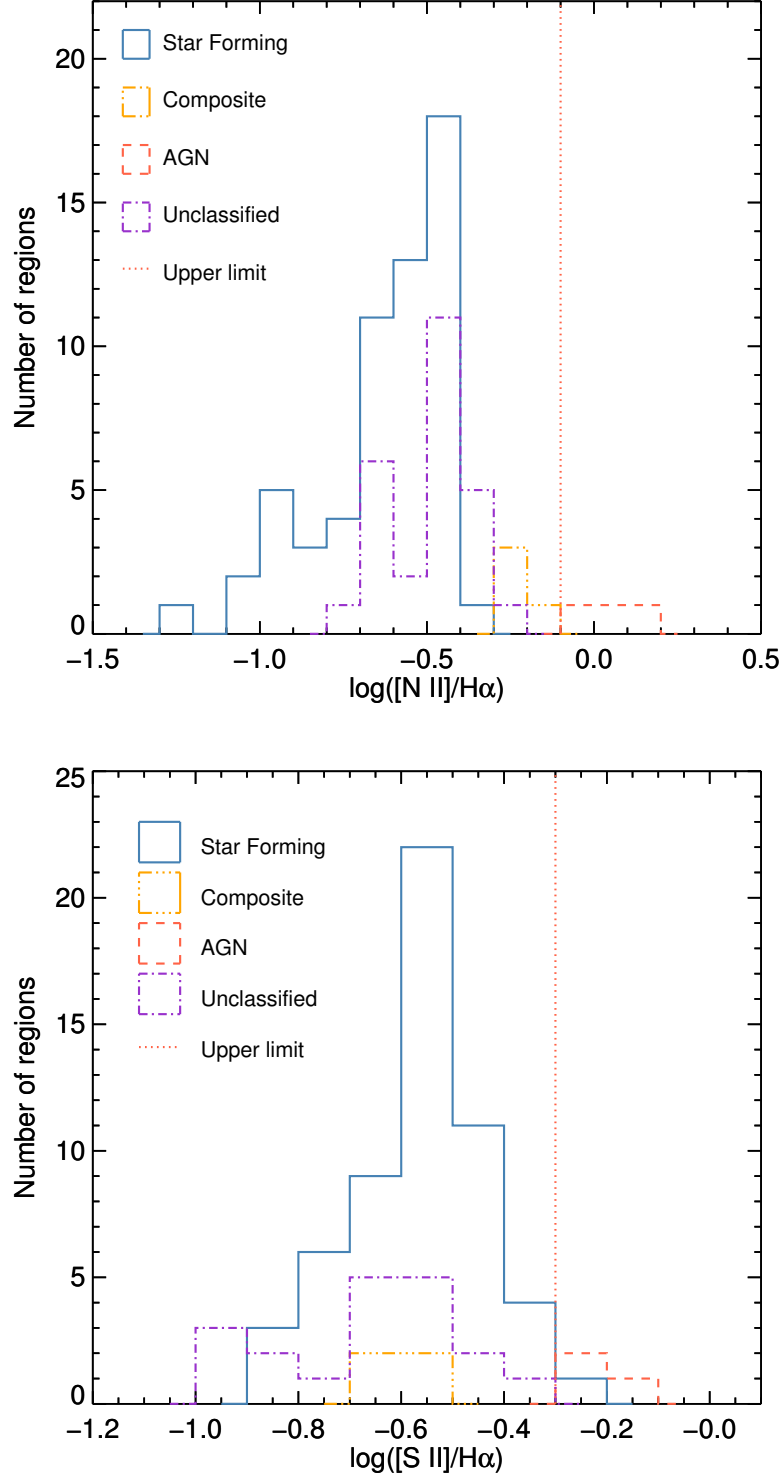 20
15
10
5
0
Number of regions
Star Forming
Composite
AGN
Unclassified
Upper limit
−1.5 −1.0 −0.5 0.0 0.5
log([N II]/Hα)
25
20
15
10
5
0
Number of regions
Star Forming
Composite
AGN
Unclassified
Upper limit
−1.2 −1.0 −0.8 −0.6 −0.4 −0.2 −0.0
log([S II]/Hα)